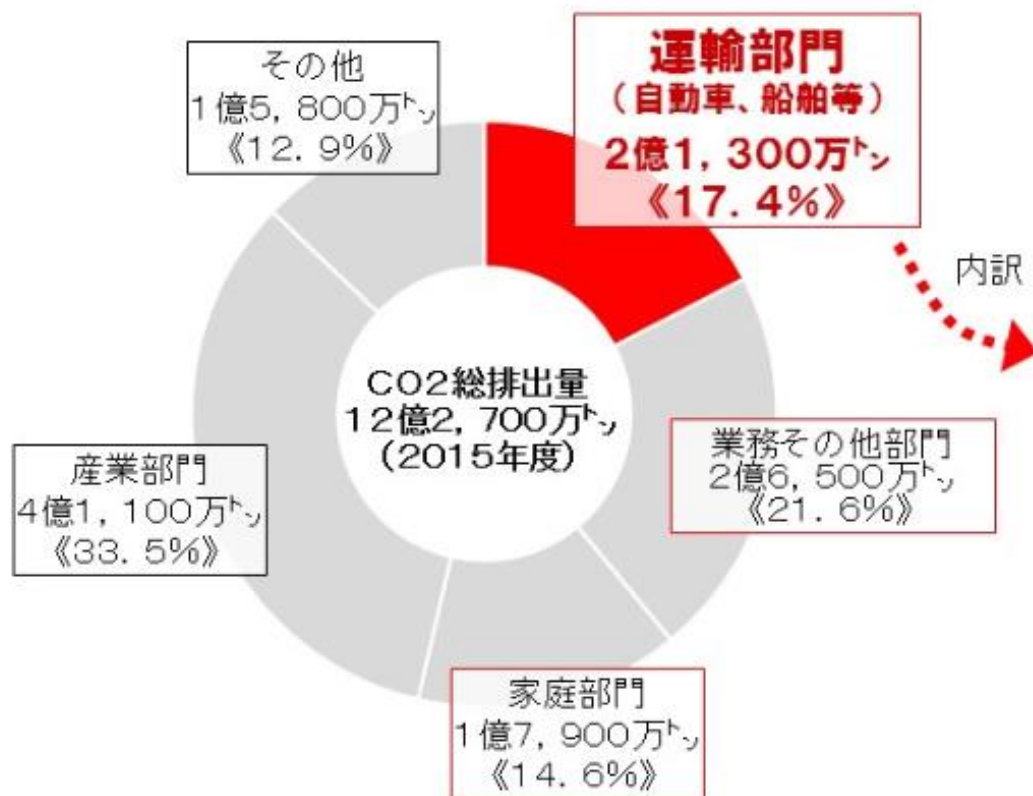 その他
1億5, 800万㌧
《12. 9%》
運輸部門
(自動車、船舶等)
2億1, 300万㌧
《17. 4%》
内訳
CO2総排出量
12億2, 700万㌧
(2015年度)
業務その他部門
2億6, 500万㌧
《21. 6%》
産業部門
4億1, 100万㌧
《33. 5%》
家庭部門
1億7, 900万㌧
《14. 6%》